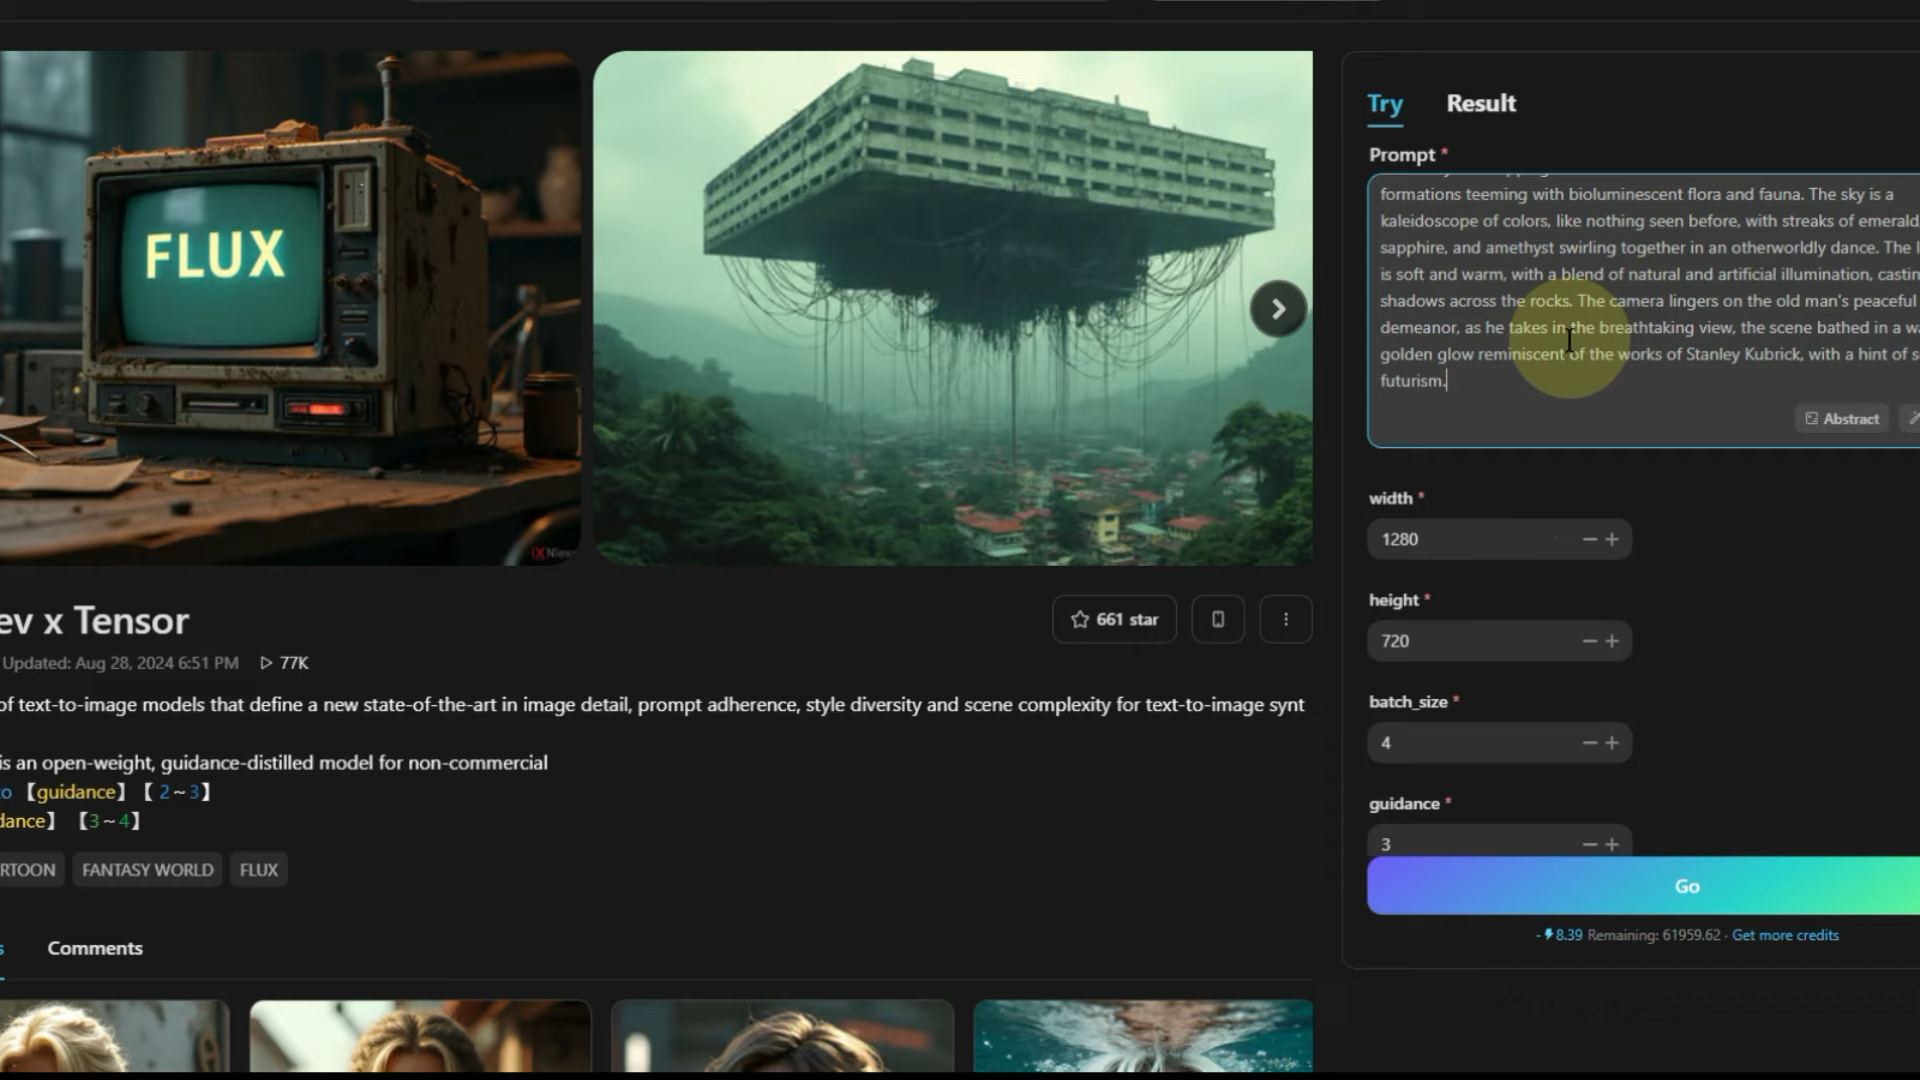 FLUX
Try
Result
Prompt *
formations teeming with bioluminescent flora and fauna. The sky is a
kaleidoscope of colors, like nothing seen before, with streaks of emerald,
sapphire, and amethyst swirling together in an otherworldly dance. The
is soft and warm, with a blend of natural and artificial illumination,
shadows across the rocks. The camera lingers on the old man's peaceful
demeanor, as he takes in the breathtaking view, the scene bathed in a
golden glow reminiscent of the works of Stanley Kubrick, with a hint of
futurism.
Abstract
width *
1280
height *
720
batch_size *
4
guidance *
3
Go
- 8.39 Remaining: 61959.62 · Get more credits
ev x Tensor
661 star
Updated: Aug 28, 2024 6:51 PM 77K
of text-to-image models that define a new state-of-the-art in image detail, prompt adherence, style diversity and scene complexity for text-to-image synt
is an open-weight, guidance-distilled model for non-commercial
【guidance】【 2~3】
dance】【3~4】
RTOON
FANTASY WORLD
FLUX
Comments